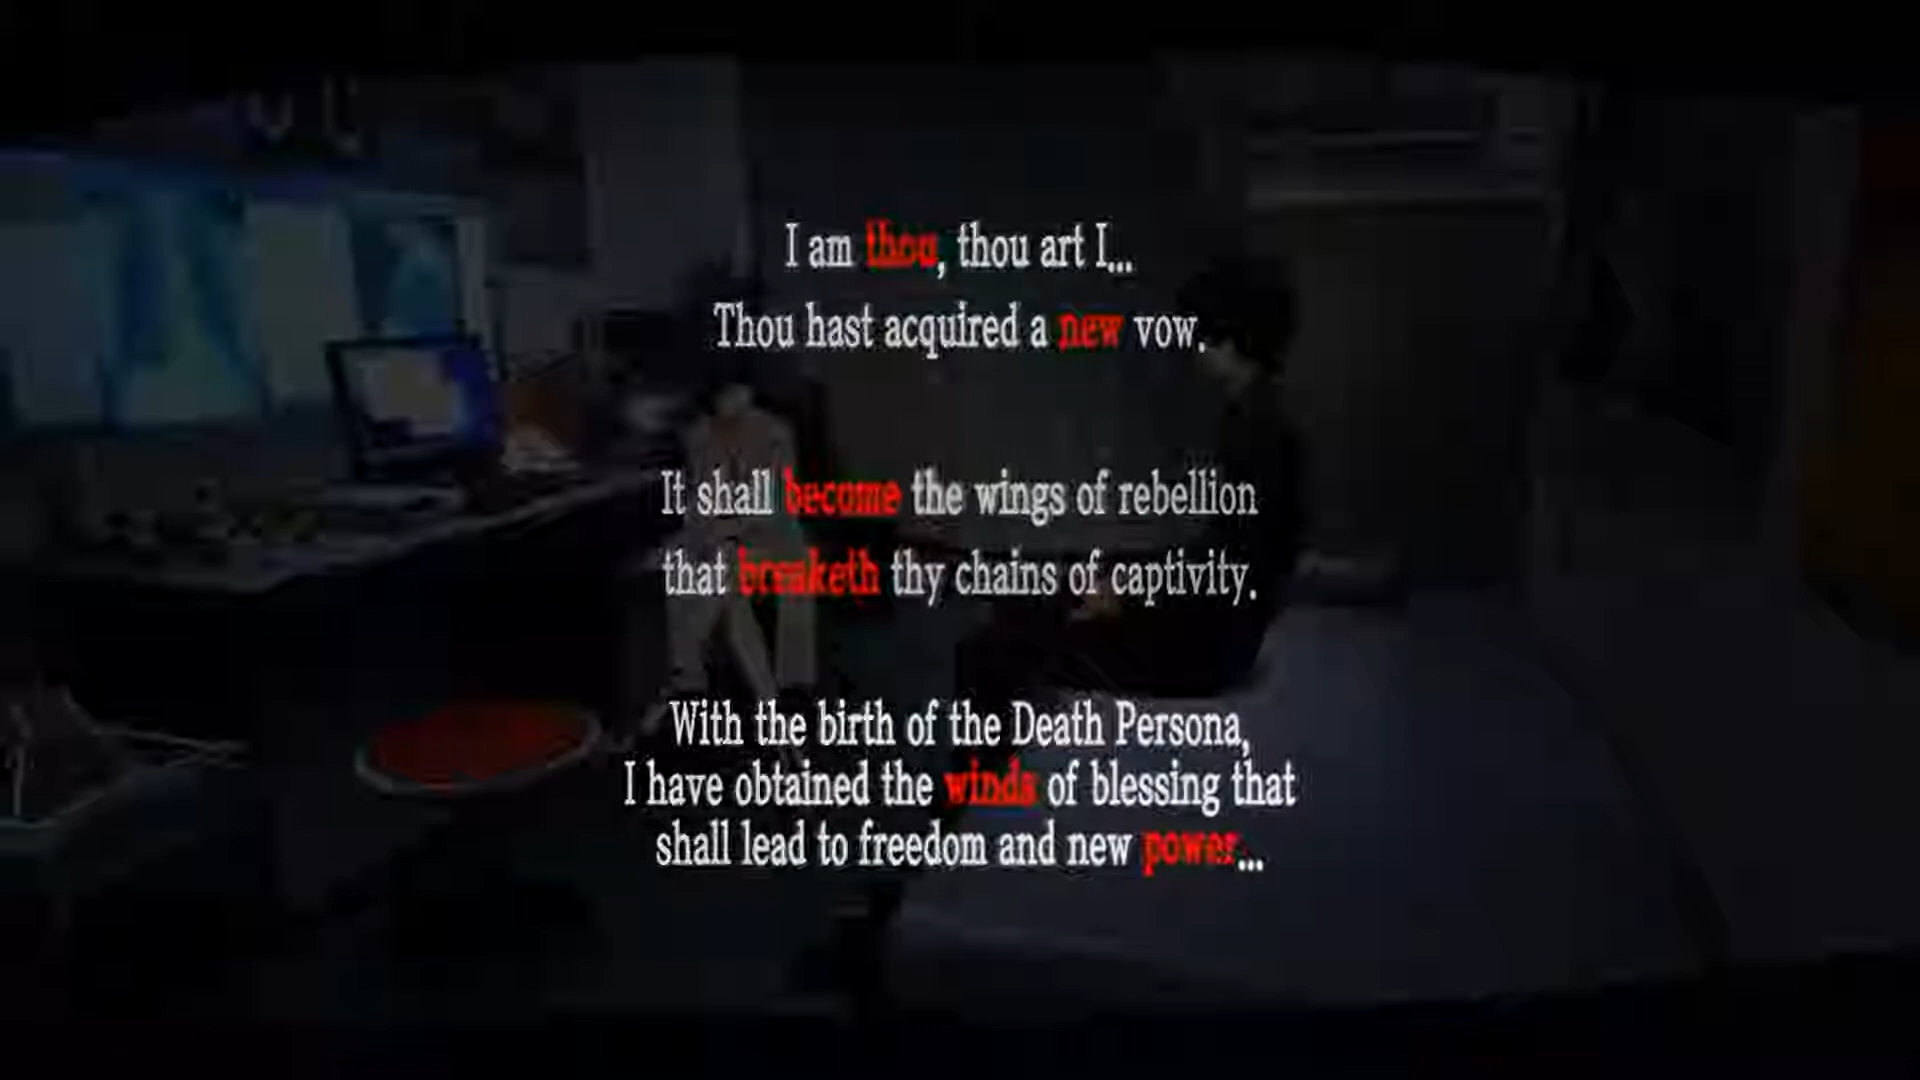 I am thou, thou art I...
Thou hast acquired a new vow.
It shall become the wings of rebellion
that breaketh thy chains of captivity.
With the birth of the Death Persona,
I have obtained the winds of blessing that
shall lead to freedom and new power...